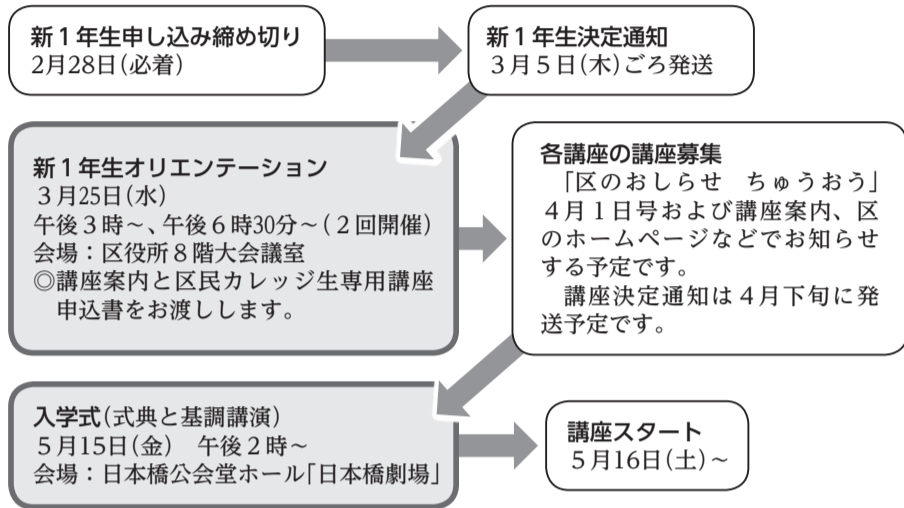 新１年生申し込み締め切り
2月28日(必着)
新１年生決定通知
３月５日(木)ごろ発送
新１年生オリエンテーション
３月25日(水)
午後３時～、午後６時30分～(２回開催)
会場：区役所８階大会議室
◎講座案内と区民カレッジ生専用講座
申込書をお渡しします。
各講座の講座募集
「区のおしらせ　ちゅうおう」
４月１日号および講座案内、区
のホームページなどでお知らせ
する予定です。
講座決定通知は４月下旬に発
送予定です。
入学式(式典と基調講演)
５月15日(金)　午後２時～
会場：日本橋公会堂ホール「日本橋劇場」
講座スタート
５月16日(土)～